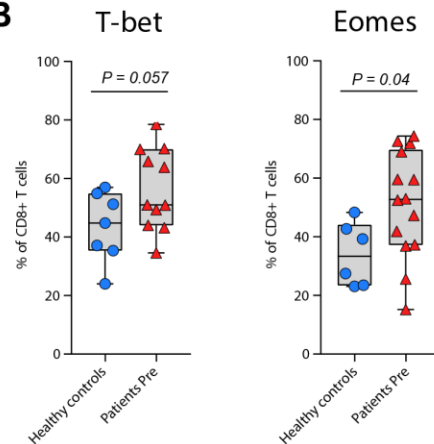 B
T-bet
Eomes
P = 0.057
P = 0.04
% of CD8+ T cells
100
80
60
40
20
0
Healthy controls
Patients Pre
% of CD8+ T cells
100
80
60
40
20
0
Healthy controls
Patients Pre